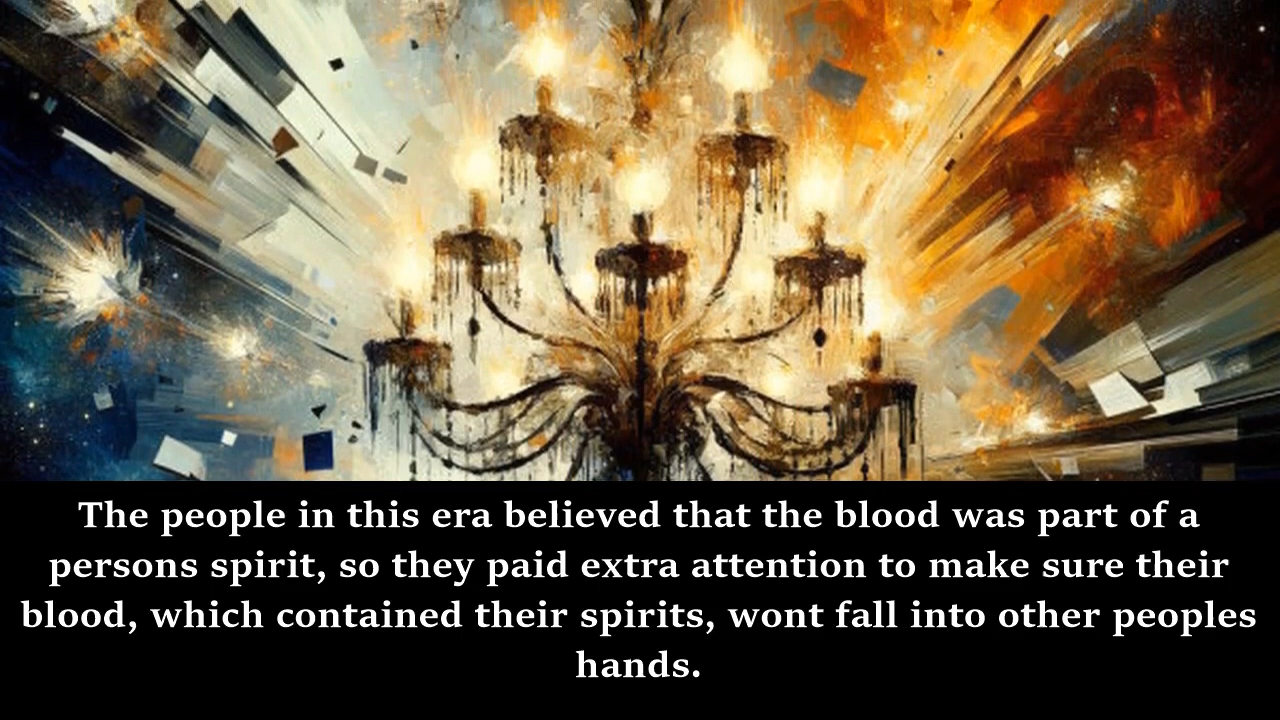 The people in this era believed that the blood was part of a
persons spirit, so they paid extra attention to make sure their
blood, which contained their spirits, wont fall into other peoples
hands.